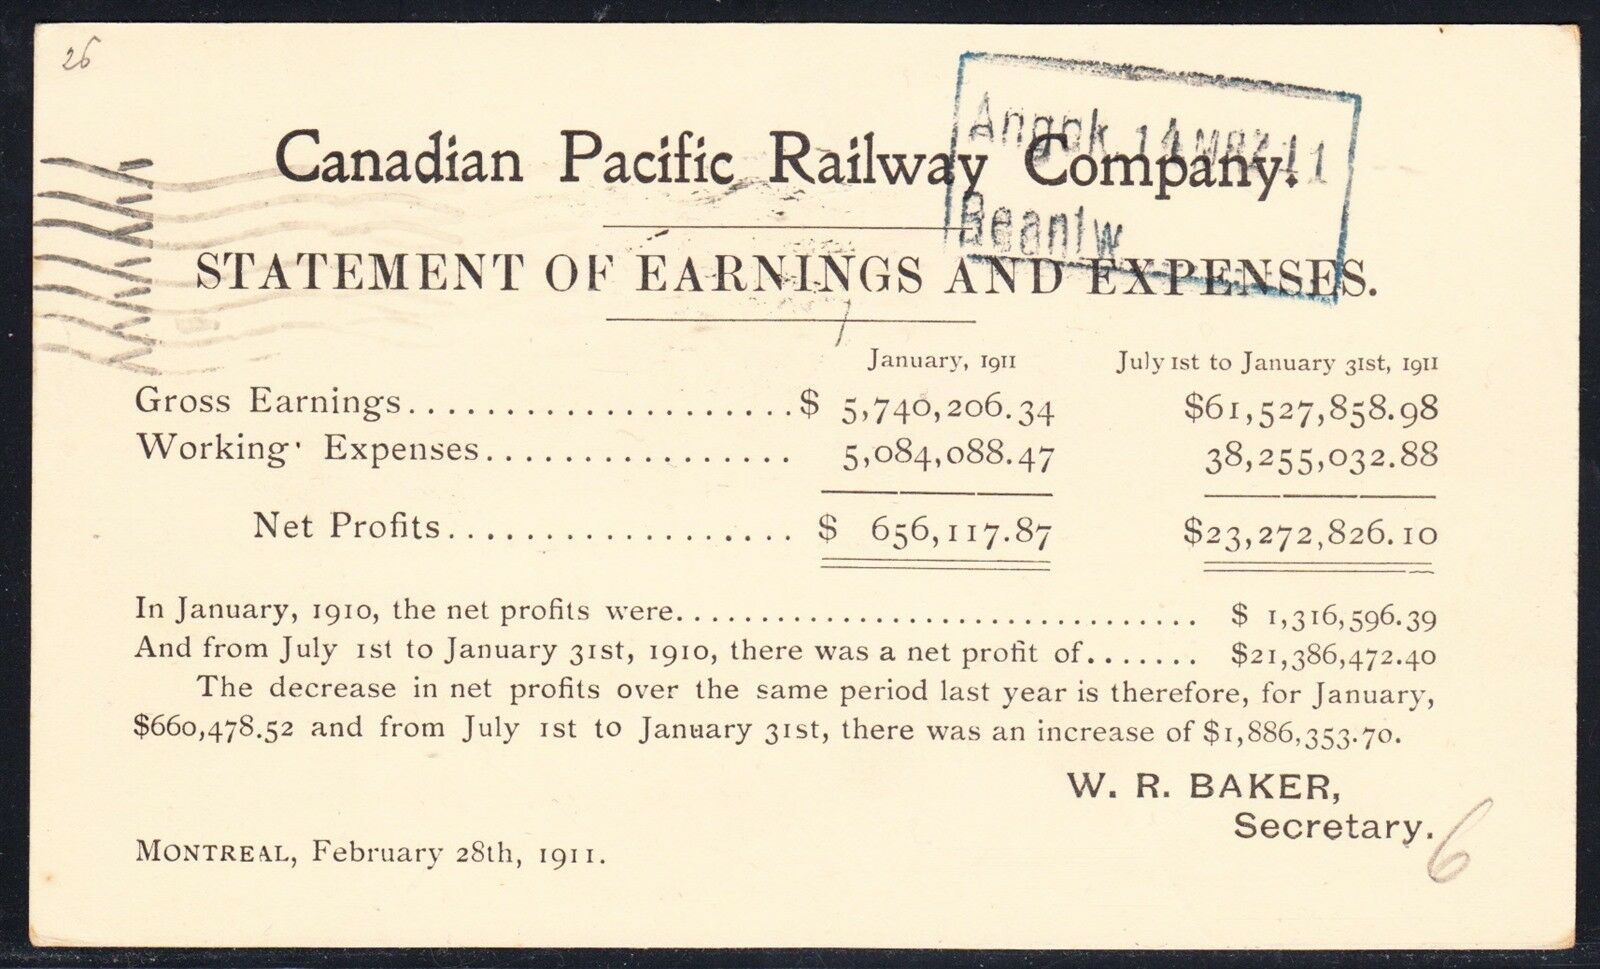 26
Canadian Pacific Railway Company.
Angek. 14 MRZ 11
Beantw.
STATEMENT OF EARNINGS AND EXPENSES.
January, 1911 July 1st to January 31st, 1911
Gross Earnings.....................$ 5,740,206.34 $61,527,858.98
Working Expenses................ 5,084,088.47 38,255,032.88
Net Profits.................. $ 656,117.87 $23,272,826.10
In January, 1910, the net profits were................................. $ 1,316,596.39
And from July 1st to January 31st, 1910, there was a net profit of....... $21,386,472.40
The decrease in net profits over the same period last year is therefore, for January,
$660,478.52 and from July 1st to January 31st, there was an increase of $1,886,353.70.
W. R. BAKER,
Secretary.
6
MONTREAL, February 28th, 1911.